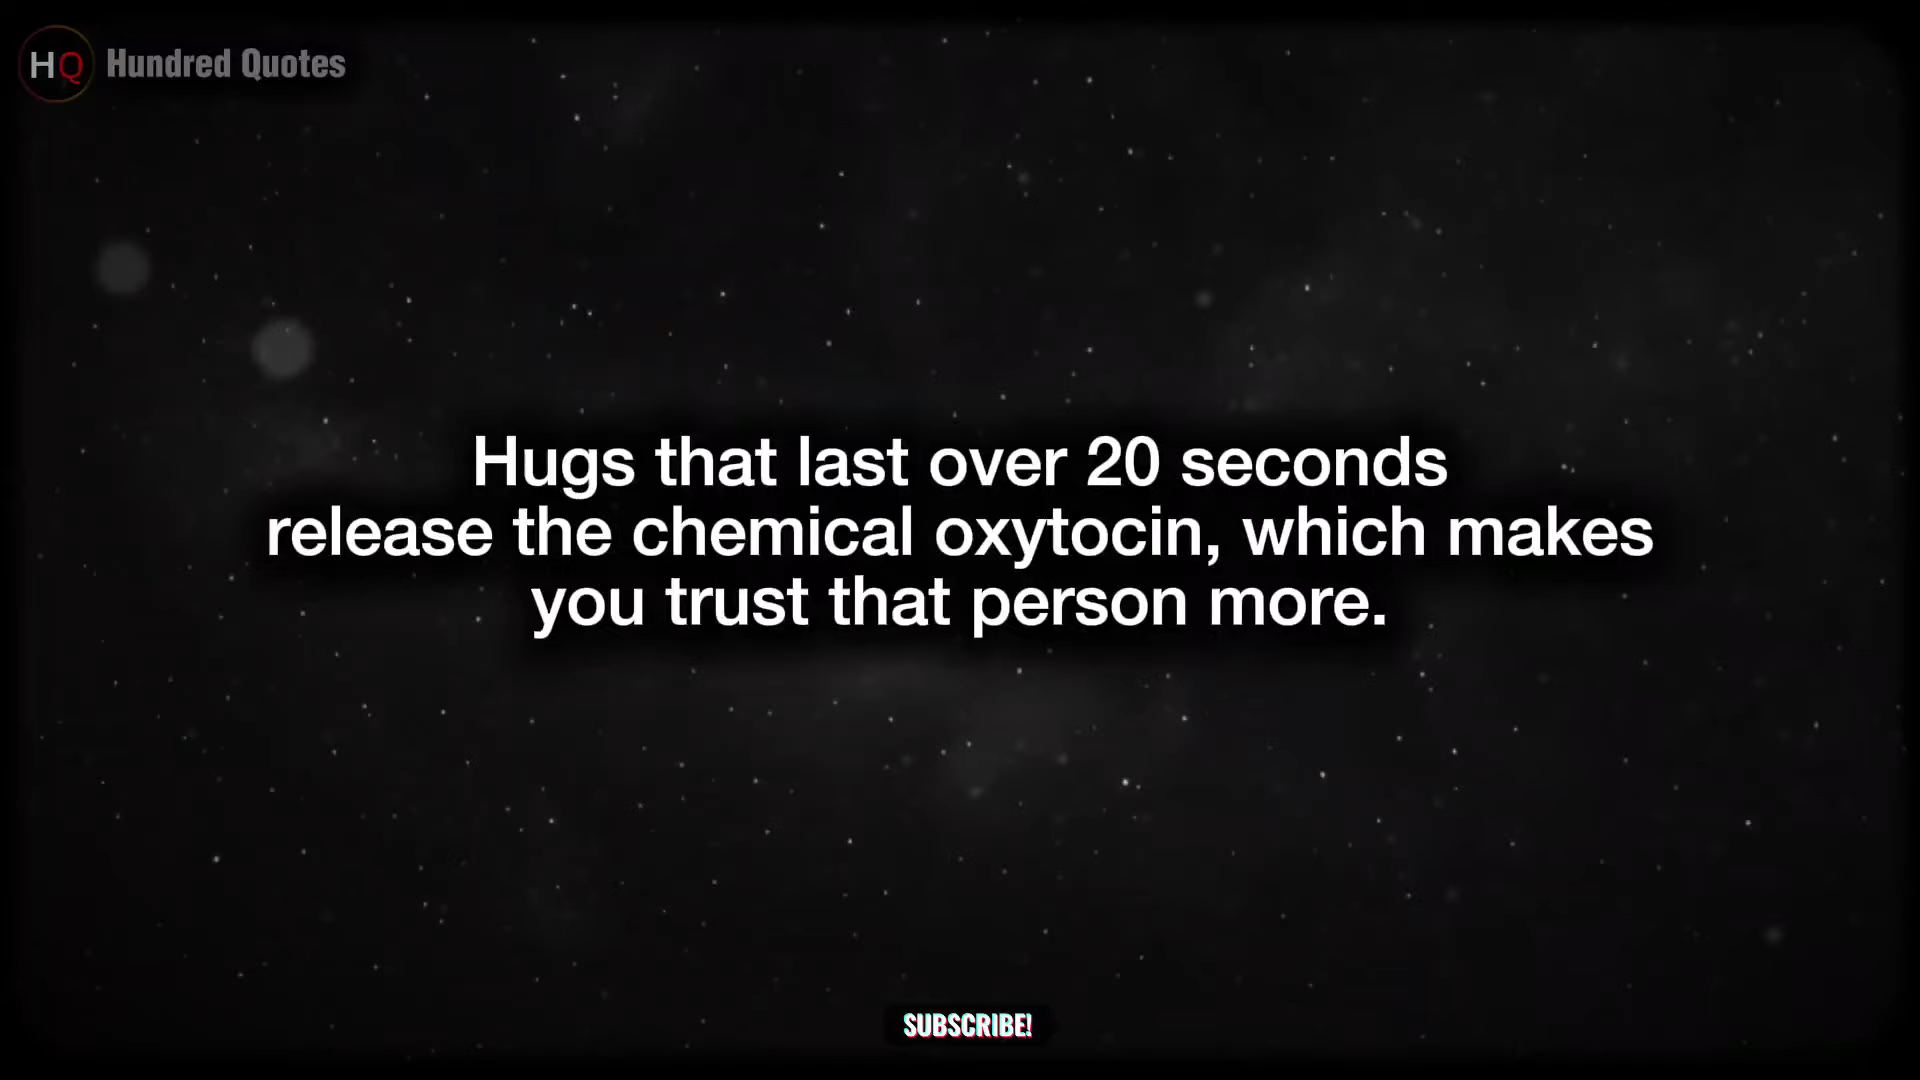 HQ Hundred Quotes
Hugs that last over 20 seconds
release the chemical oxytocin, which makes
you trust that person more.
SUBSCRIBE!